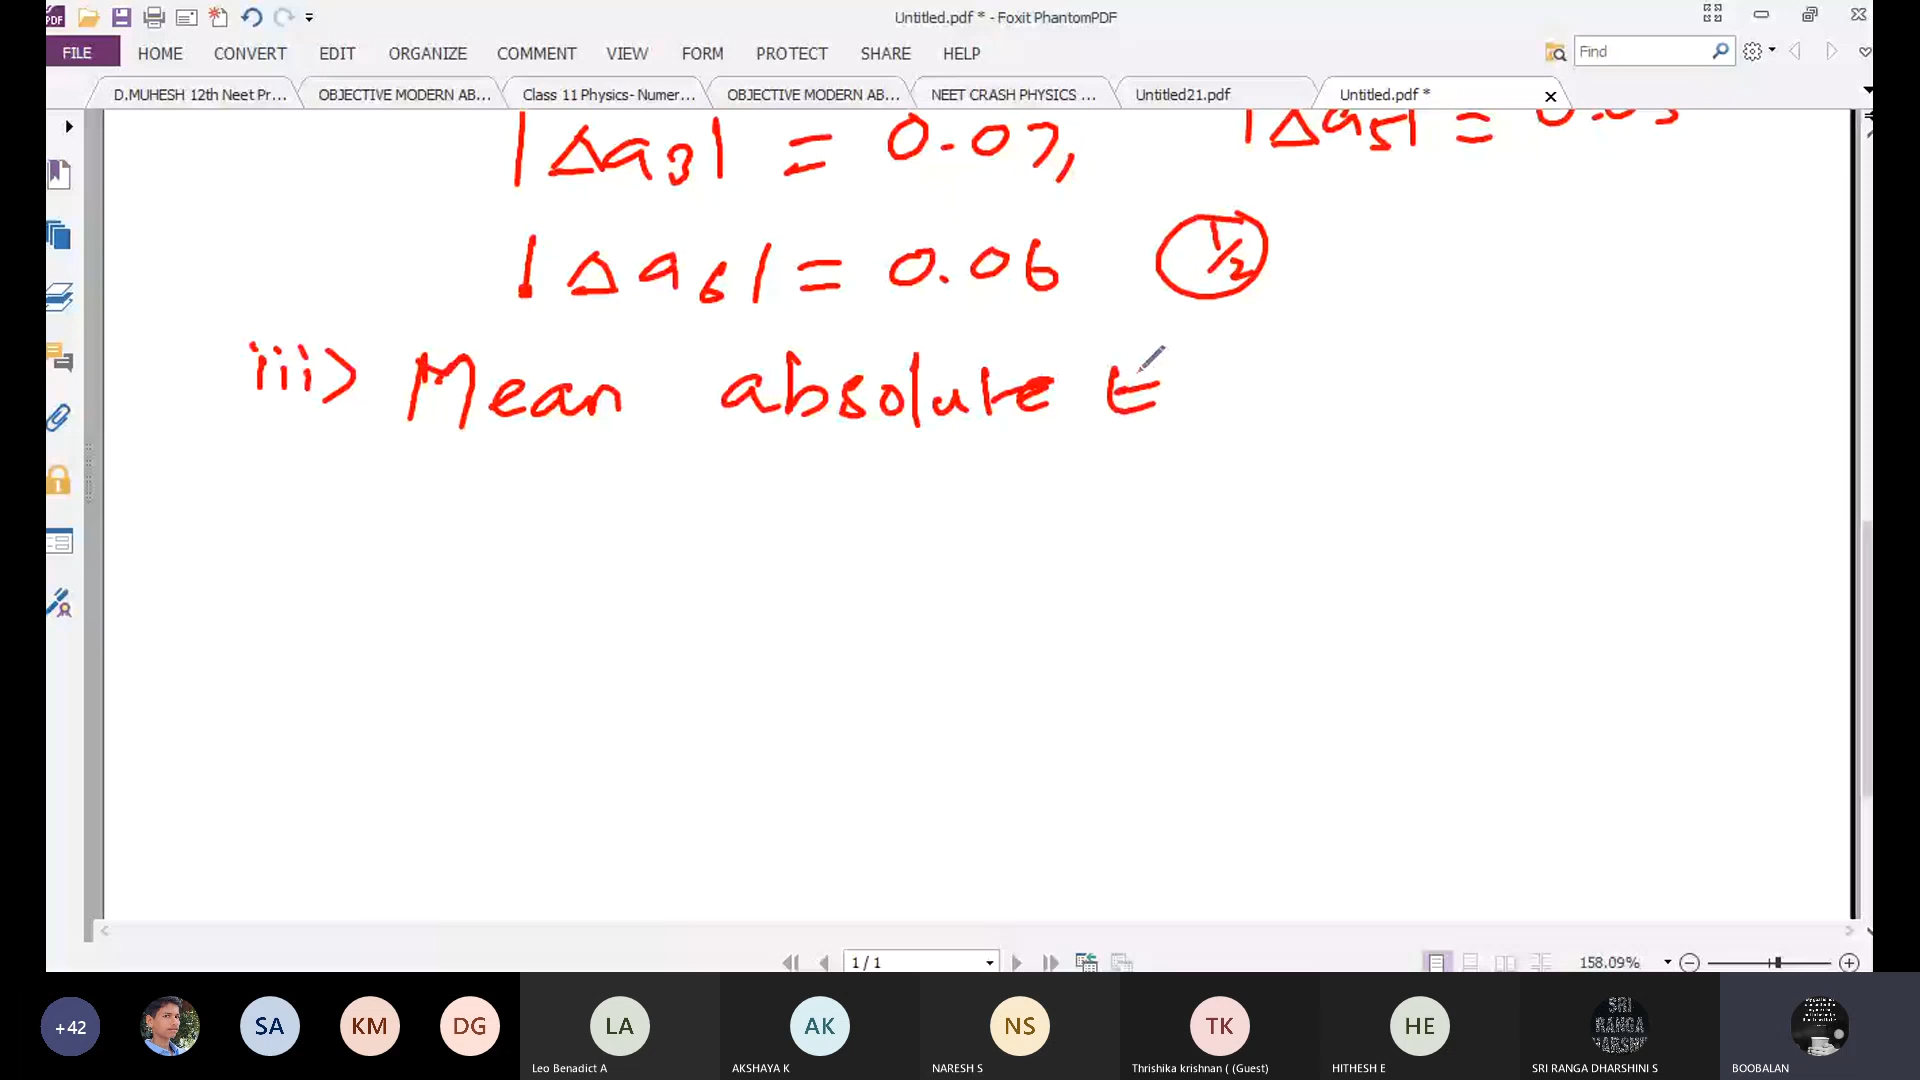 Untitled.pdf * - Foxit PhantomPDF
FILE HOME CONVERT EDIT ORGANIZE COMMENT VIEW FORM PROTECT SHARE HELP Find
D.MUHESH 12th Neet Pr... OBJECTIVE MODERN AB... Class 11 Physics- Numer... OBJECTIVE MODERN AB... NEET CRASH PHYSICS ... Untitled21.pdf Untitled.pdf *
|Δa3| = 0.07, |Δa5| =
|Δa6| = 0.06 1/2
iii) Mean absolute E
1 / 1 158.09%
+42 SA KM DG LA AK NS TK HE SRI RANGA
Leo Benadict A AKSHAYA K NARESH S Thrishika krishnan ( (Guest) HITHESH E SRI RANGA DHARSHINI S BOOBALAN